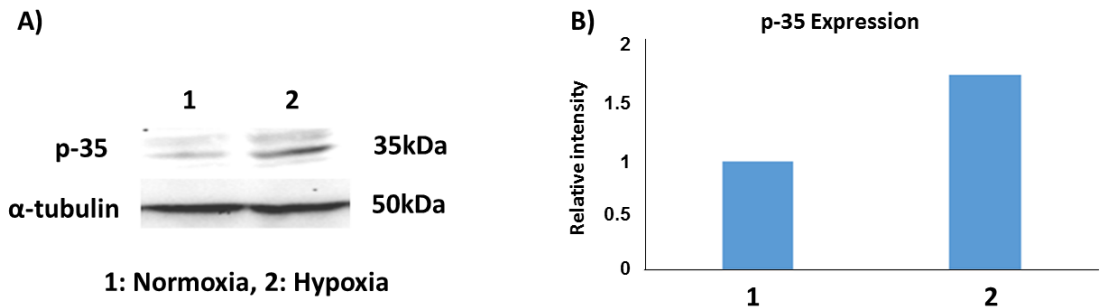 A)
1 2
p-35 35kDa
α-tubulin 50kDa
1: Normoxia, 2: Hypoxia
B)
p-35 Expression
Relative intensity
2
1.5
1
0.5
0
1 2